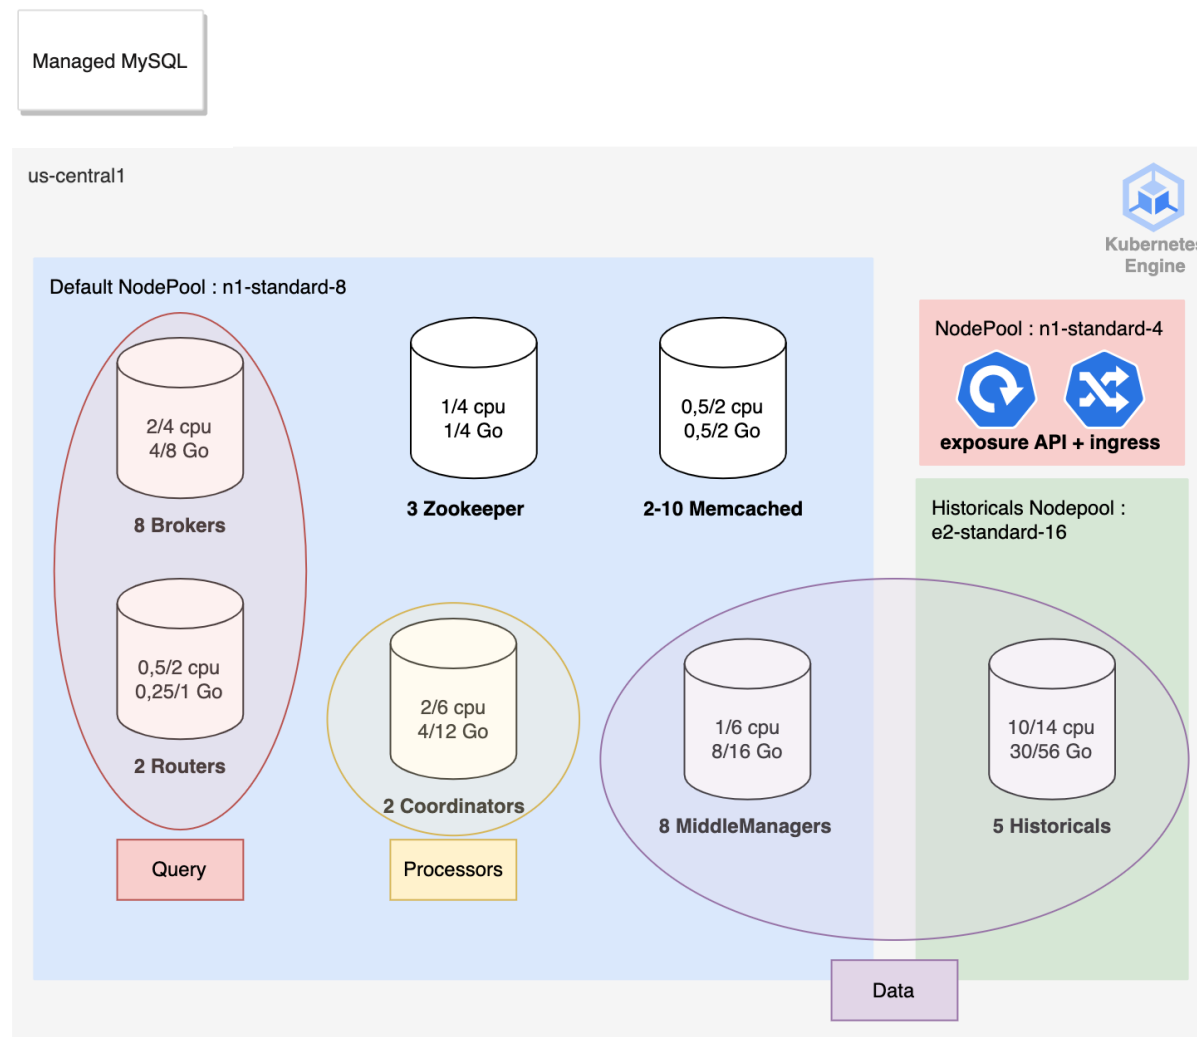 Managed MySQL
us-central1
Kubernetes
Engine
Default NodePool : n1-standard-8
NodePool : n1-standard-4
exposure API + ingress
2/4 cpu
4/8 Go
8 Brokers
1/4 cpu
1/4 Go
3 Zookeeper
0,5/2 cpu
0,5/2 Go
2-10 Memcached
Historicals Nodepool :
e2-standard-16
0,5/2 cpu
0,25/1 Go
2 Routers
2/6 cpu
4/12 Go
2 Coordinators
1/6 cpu
8/16 Go
8 MiddleManagers
10/14 cpu
30/56 Go
5 Historicals
Query
Processors
Data